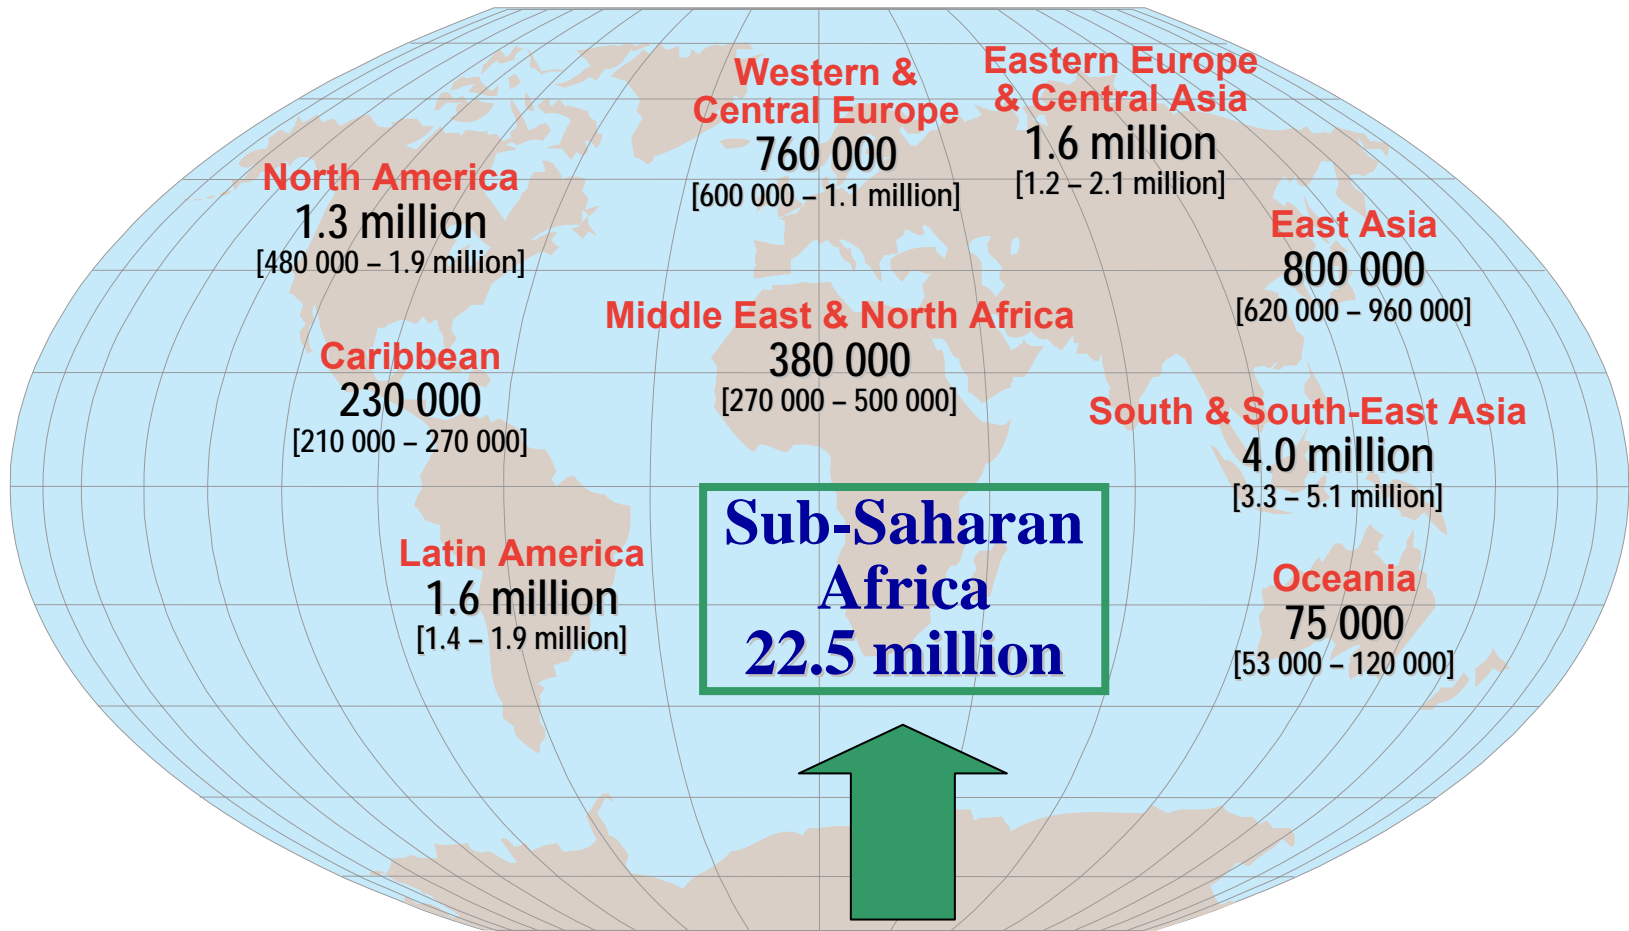 Western &
Central Europe
760 000
[600 000 – 1.1 million]
Eastern Europe
& Central Asia
1.6 million
[1.2 – 2.1 million]
North America
1.3 million
[480 000 – 1.9 million]
East Asia
800 000
[620 000 – 960 000]
Middle East & North Africa
380 000
[270 000 – 500 000]
Caribbean
230 000
[210 000 – 270 000]
South & South-East Asia
4.0 million
[3.3 – 5.1 million]
Sub-Saharan
Africa
22.5 million
Latin America
1.6 million
[1.4 – 1.9 million]
Oceania
75 000
[53 000 – 120 000]